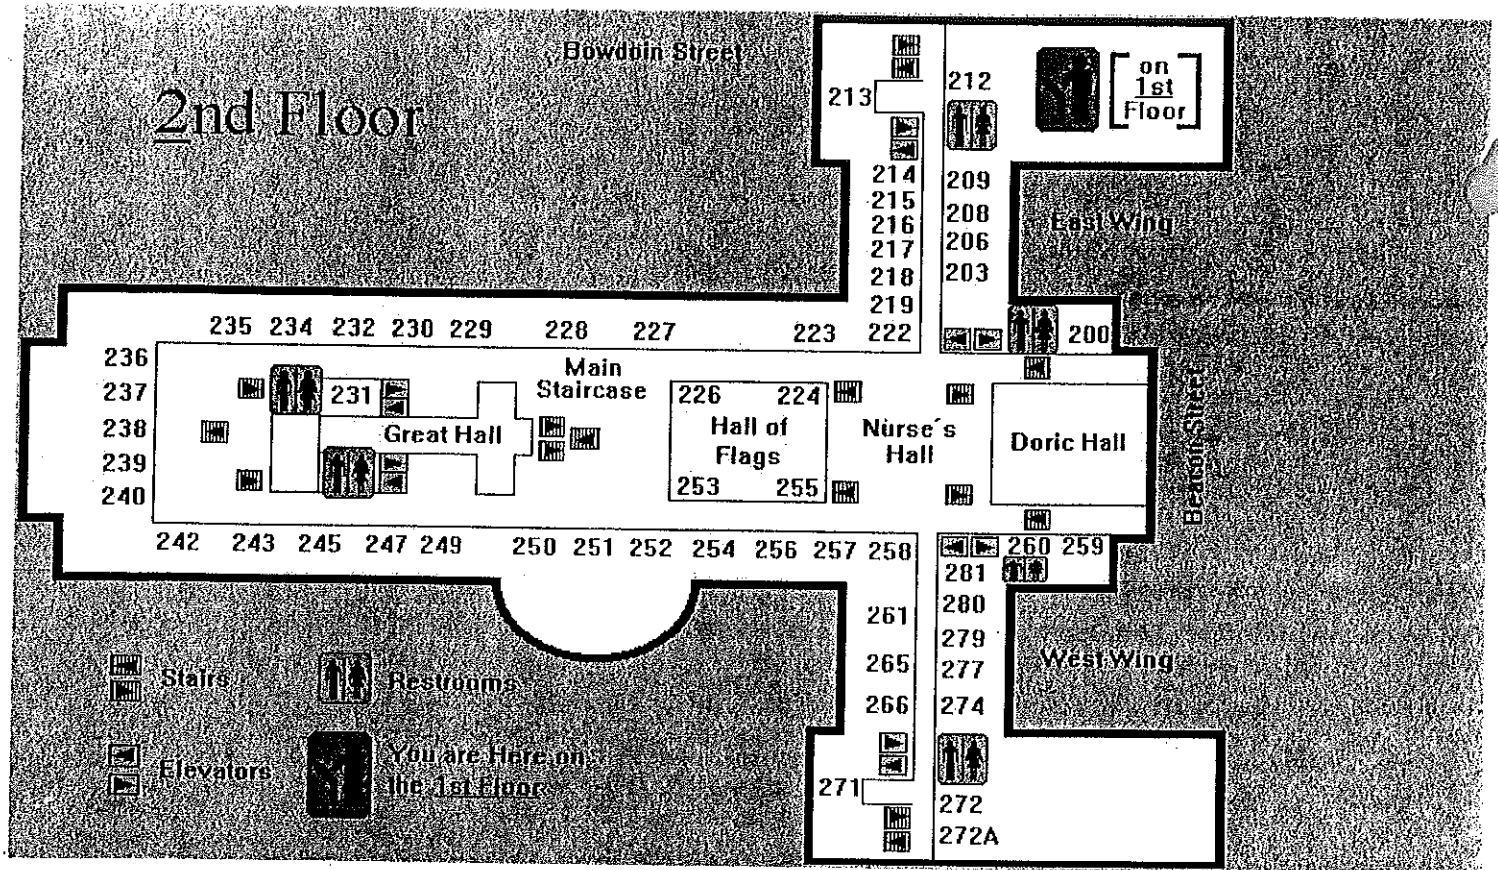 Bowdoin Street
2nd Floor
213
212
on
1st
Floor
214
215
216
217
218
219
222
209
208
206
203
East Wing
235 234 232 230 229 228 227 223
200
236
237
238
239
240
231
Great Hall
Main
Staircase
226 224
Hall of
Flags
253 255
Nurse's
Hall
Doric Hall
Beacon Street
242 243 245 247 249 250 251 252 254 256 257 258
260 259
281
280
279
277
274
261
265
266
West Wing
271
272
272A
Stairs
Restrooms
Elevators
You are Here on
the 1st Floor